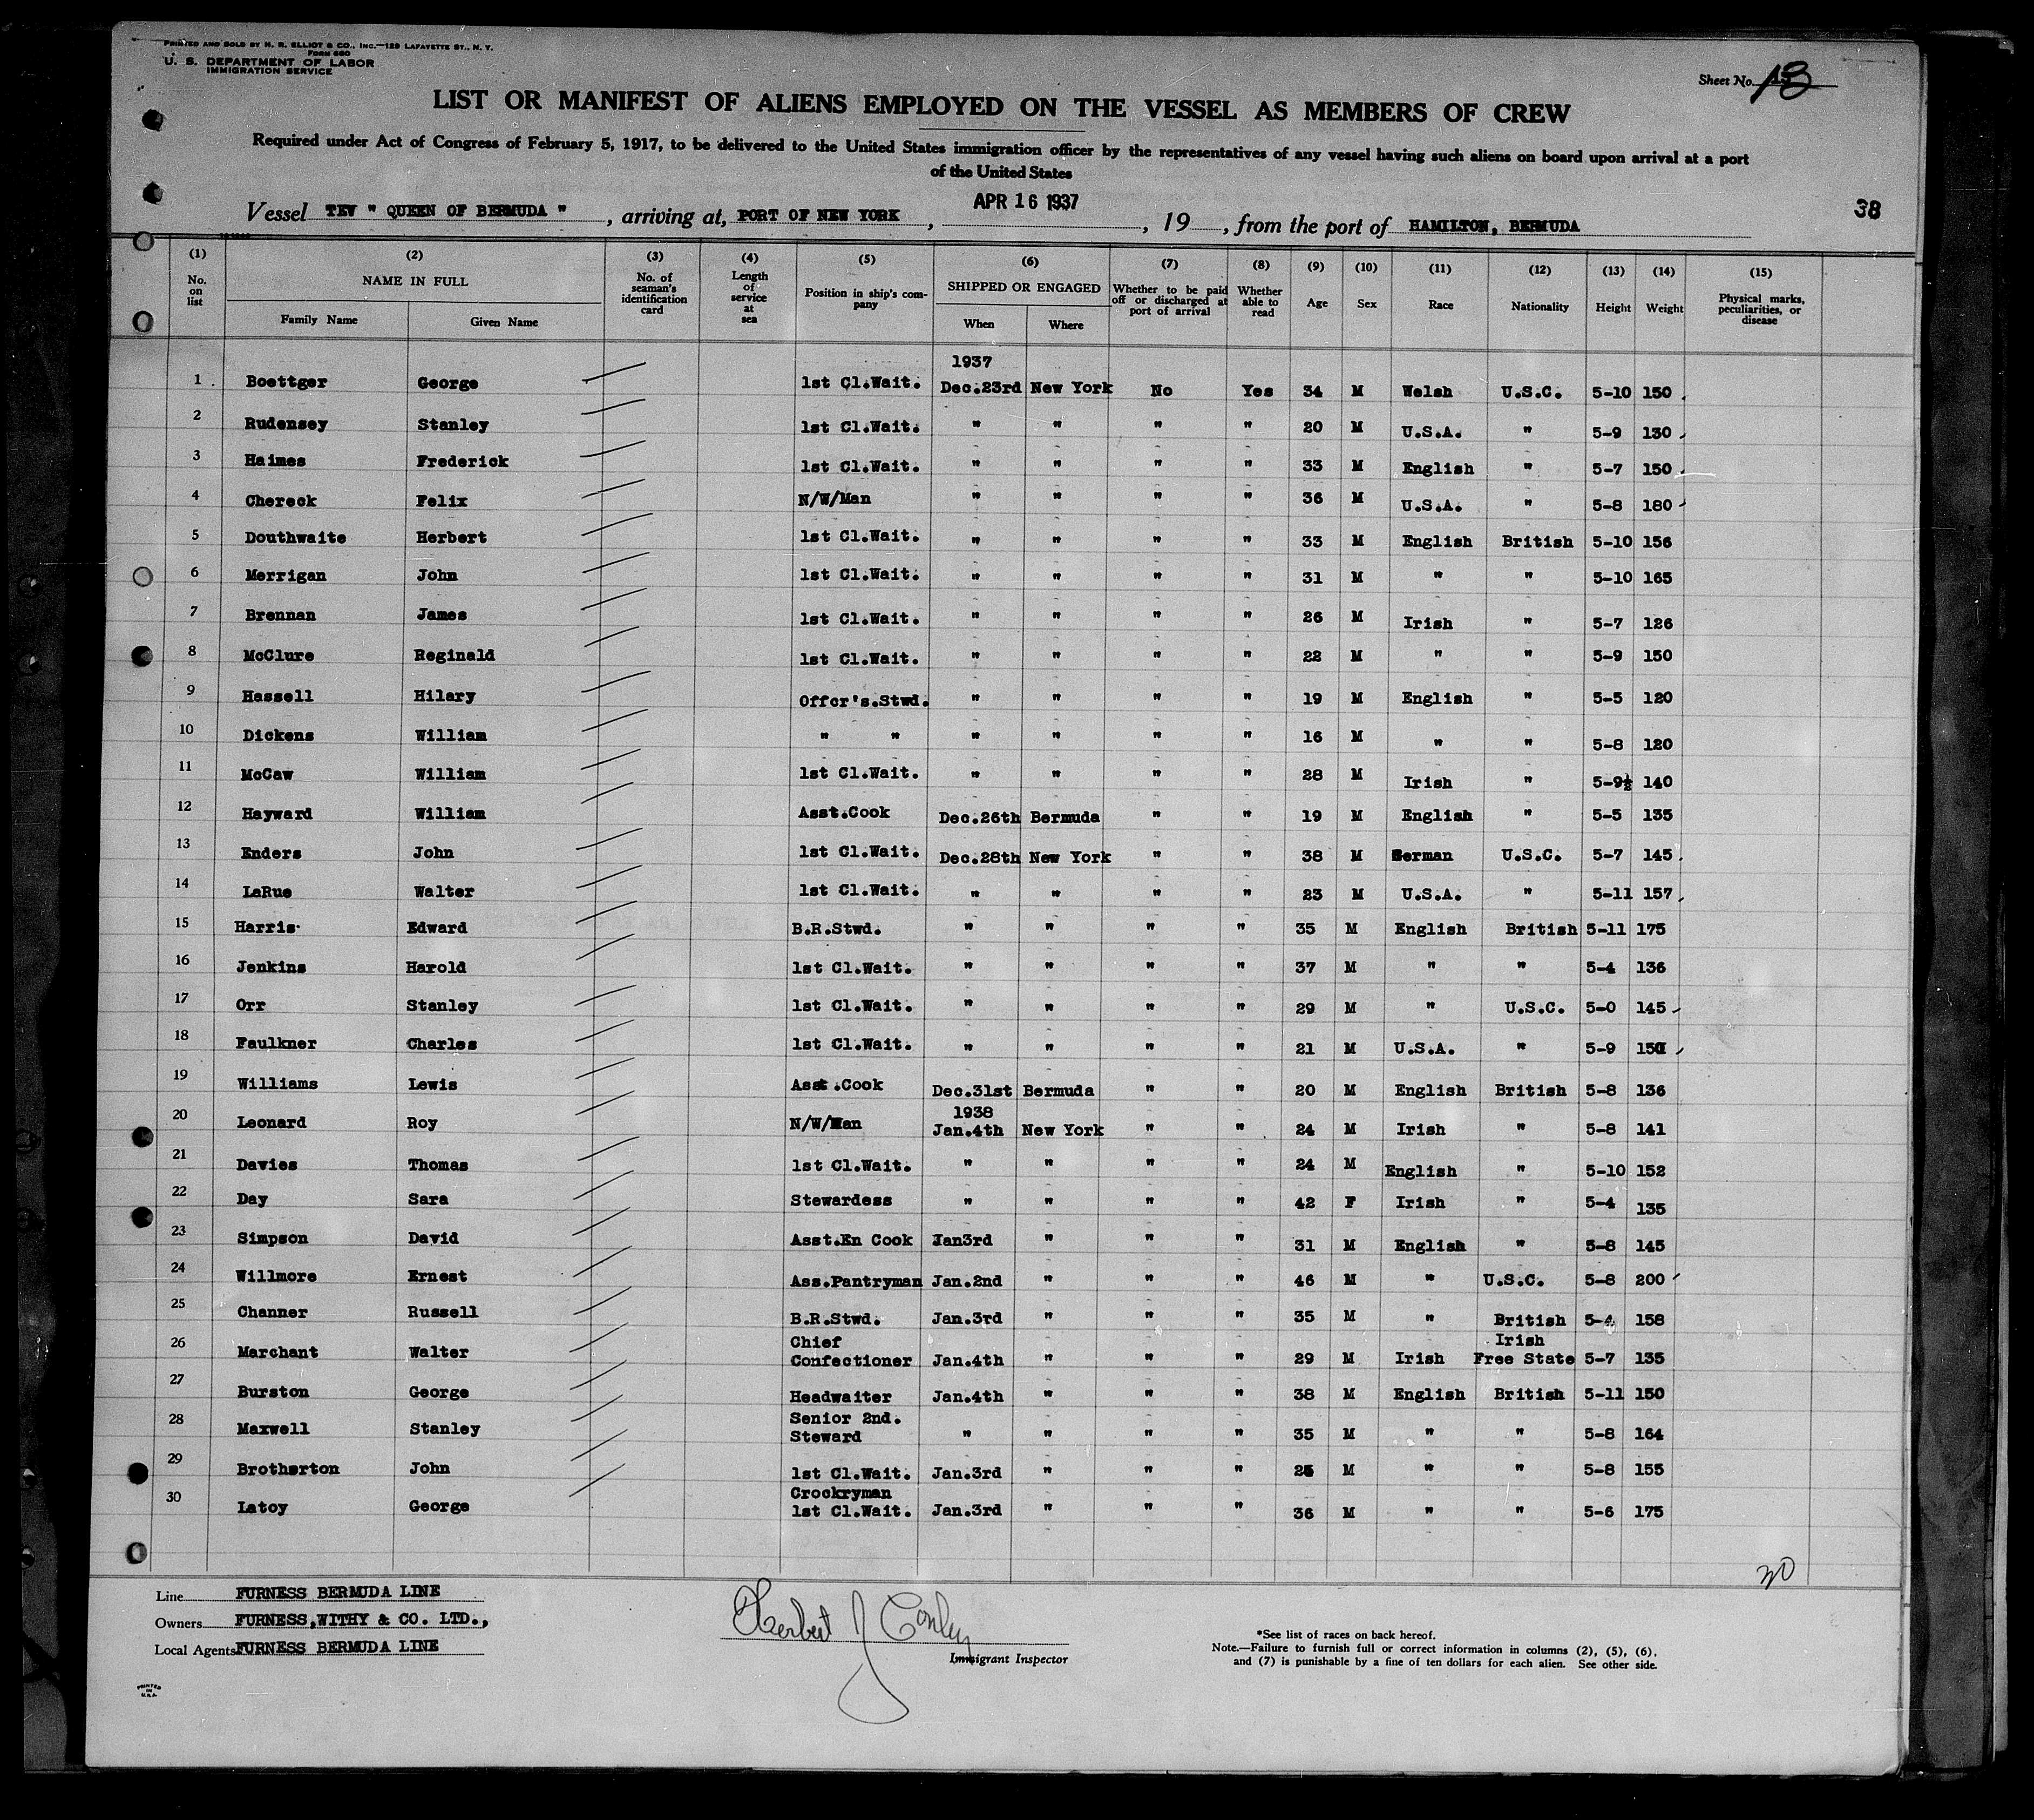 PRINTED AND SOLD BY H. R. ELLIOT & CO., INC.—129 LAFAYETTE ST., N. Y.
FORM 680
U. S. DEPARTMENT OF LABOR
IMMIGRATION SERVICE
Sheet No. 13
LIST OR MANIFEST OF ALIENS EMPLOYED ON THE VESSEL AS MEMBERS OF CREW
Required under Act of Congress of February 5, 1917, to be delivered to the United States immigration officer by the representatives of any vessel having such aliens on board upon arrival at a port
of the United States
APR 16 1937
38
Vessel TEV " QUEEN OF BERMUDA ", arriving at, PORT OF NEW YORK, , 19 , from the port of HAMILTON, BERMUDA
(1) No. on list (2) NAME IN FULL Family Name Given Name (3) No. of seaman's identification card (4) Length of service at sea (5) Position in ship's company (6) SHIPPED OR ENGAGED When Where (7) Whether to be paid off or discharged at port of arrival (8) Whether able to read (9) Age (10) Sex (11) Race (12) Nationality (13) Height (14) Weight (15) Physical marks, peculiarities, or disease
1937
1 Boettger George 1st Cl.Wait. Dec.23rd New York No Yes 34 M Welsh U.S.C. 5-10 150
2 Rudensey Stanley 1st Cl.Wait. " " " " 20 M U.S.A. " 5-9 130
3 Haimes Frederick 1st Cl.Wait. " " " " 33 M English " 5-7 150
4 Chereck Felix N/W/Man " " " " 36 M U.S.A. " 5-8 180
5 Douthwaite Herbert 1st Cl.Wait. " " " " 33 M English British 5-10 156
6 Merrigan John 1st Cl.Wait. " " " " 31 M " " 5-10 165
7 Brennan James 1st Cl.Wait. " " " " 26 M Irish " 5-7 126
8 McClure Reginald 1st Cl.Wait. " " " " 22 M " " 5-9 150
9 Hassell Hilary Offcr's.Stwd. " " " " 19 M English " 5-5 120
10 Dickens William " " " " " " 16 M " " 5-8 120
11 McCaw William 1st Cl.Wait. " " " " 28 M Irish " 5-9½ 140
12 Hayward William Asst.Cook Dec.26th Bermuda " " 19 M English " 5-5 135
13 Enders John 1st Cl.Wait. Dec.28th New York " " 38 M German U.S.C. 5-7 145
14 LaRue Walter 1st Cl.Wait. " " " " 23 M U.S.A. " 5-11 157
15 Harris Edward B.R.Stwd. " " " " 35 M English British 5-11 175
16 Jenkins Harold 1st Cl.Wait. " " " " 37 M " " 5-4 136
17 Orr Stanley 1st Cl.Wait. " " " " 29 M " U.S.C. 5-0 145
18 Faulkner Charles 1st Cl.Wait. " " " " 21 M U.S.A. " 5-9
19 Williams Lewis Asst.Cook Dec.31st Bermuda " " 20 M English British 5-8 136
1938
20 Leonard Roy N/W/Man Jan.4th New York " " 24 M Irish " 5-8 141
21 Davies Thomas 1st Cl.Wait. " " " " 24 M English " 5-10 152
22 Day Sara Stewardess " " " " 42 F Irish " 5-4 135
23 Simpson David Asst.En Cook Jan3rd " " " 31 M English " 5-8 145
24 Willmore Ernest Ass.Pantryman Jan.2nd " " " 46 M " U.S.C. 5-8 200
25 Channer Russell B.R.Stwd. Jan.3rd " " " 35 M " British 5-4 158
Chief Irish
26 Marchant Walter Confectioner Jan.4th " " " 29 M Irish Free State 5-7 135
27 Burston George Headwaiter Jan.4th " " " 38 M English British 5-11 150
Senior 2nd.
28 Maxwell Stanley Steward " " " " 35 M " " 5-8 164
29 Brotherton John 1st Cl.Wait. Jan.3rd " " " M " " 5-8 155
Crockryman
30 Latoy George 1st Cl.Wait. Jan.3rd " " " 36 M " " 5-6 175
30
Line FURNESS BERMUDA LINE
Owners FURNESS,WITHY & CO. LTD.,
Local Agents FURNESS BERMUDA LINE
Herbert J Conley
Immigrant Inspector
*See list of races on back hereof.
Note.—Failure to furnish full or correct information in columns (2), (5), (6),
and (7) is punishable by a fine of ten dollars for each alien. See other side.
PRINTED
IN
U.S.A.